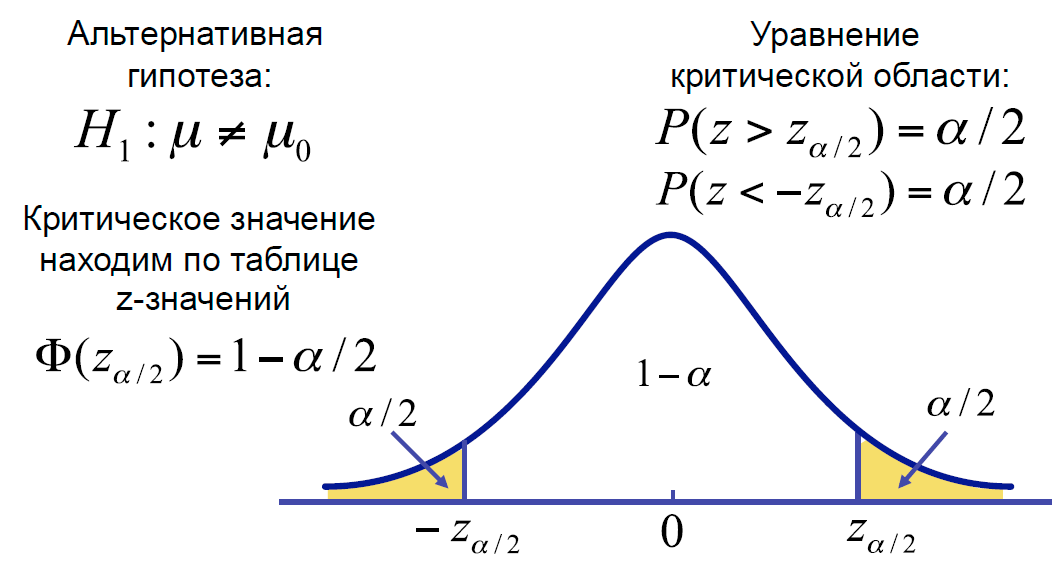 Альтернативная
гипотеза:
H₁ : μ ≠ μ₀
Уравнение
критической области:
P(z > z_{α/2}) = α/2
P(z < −z_{α/2}) = α/2
Критическое значение
находим по таблице
z-значений
Φ(z_{α/2}) = 1 − α/2
1 − α
α/2
α/2
− z_{α/2}
0
z_{α/2}